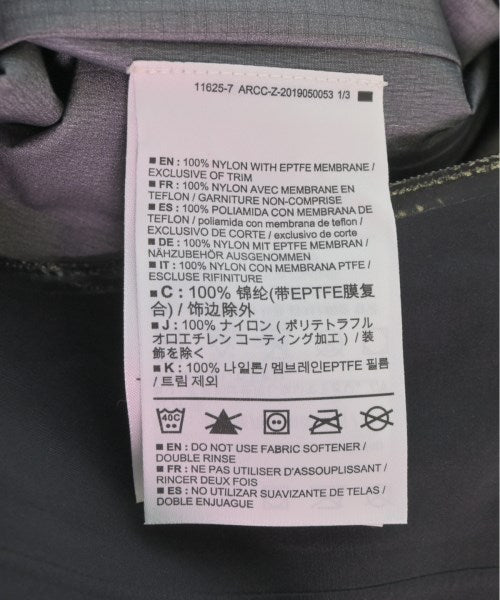 11625-7 ARCC-Z-2019050053 1/3
■ EN : 100% NYLON WITH EPTFE MEMBRANE /
EXCLUSIVE OF TRIM
■ FR : 100% NYLON AVEC MEMBRANE EN
TEFLON / GARNITURE NON-COMPRISE
■ ES : 100% POLIAMIDA CON MEMBRANA DE
TEFLON / poliamida con membrana de teflon /
EXCLUSIVO DE CORTE / exclusivo de corte
■ DE : 100% NYLON MIT EPTFE MEMBRAN /
NÄHZUBEHÖR AUSGENOMMEN
■ IT : 100% NYLON CON MEMBRANA PTFE /
ESCLUSE RIFINITURE
■ C : 100% 锦纶(带EPTFE膜复
合) / 饰边除外
■ J : 100% ナイロン ( ポリテトラフル
オロエチレン コーティング加工 ) / 装
飾を除く
■ K : 100% 나일론/ 멤브레인EPTFE 필름
/ 트림 제외
40C
■ EN : DO NOT USE FABRIC SOFTENER /
DOUBLE RINSE
■ FR : NE PAS UTILISER D'ASSOUPLISSANT /
RINCER DEUX FOIS
■ ES : NO UTILIZAR SUAVIZANTE DE TELAS /
DOBLE ENJUAGUE